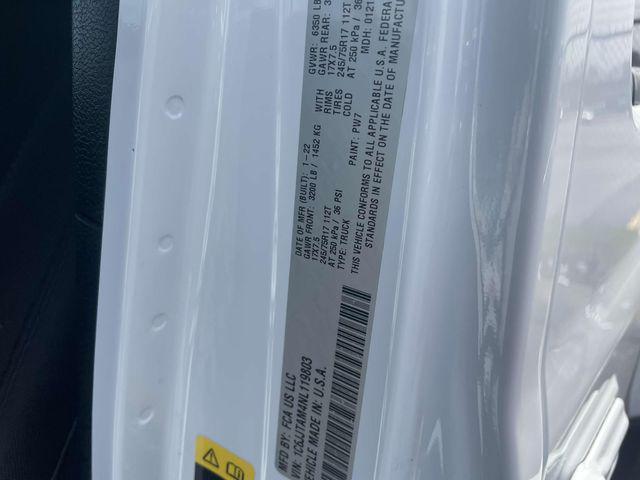 MFD BY: FCA US LLC
VIN: 1C6JJTAM4NL119803
VEHICLE MADE IN: U.S.A.
DATE OF MFR (BUILT): 1-22
GVWR: 6350 LB
GAWR FRONT: 3200 LB / 1452 KG WITH GAWR REAR:
17X7.5 RIMS 17X7.5
245/75R17 112T TIRES 245/75R17 112T
AT 250 kPa / 36 PSI COLD AT 250 kPa / 36
TYPE: TRUCK PAINT: PW7 MDH: 0121
THIS VEHICLE CONFORMS TO ALL APPLICABLE U.S.A. FEDERA
STANDARDS IN EFFECT ON THE DATE OF MANUFACTUR